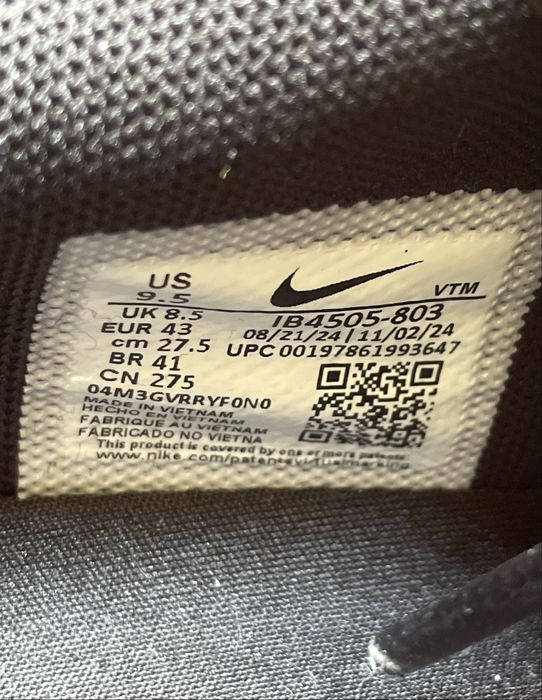 US
9.5
UK 8.5
EUR 43
cm 27.5
BR 41
CN 275
04M3GVRRYF0N0
MADE IN VIETNAM
HECHO EN VIETNAM
FABRIQUE AU VIETNAM
FABRICADO NO VIETNA
This product is covered by one or more patents
www.nike.com/patentsvirtualmarking
VTM
IB4505-803
08/21/24|11/02/24
UPC 00197861993647